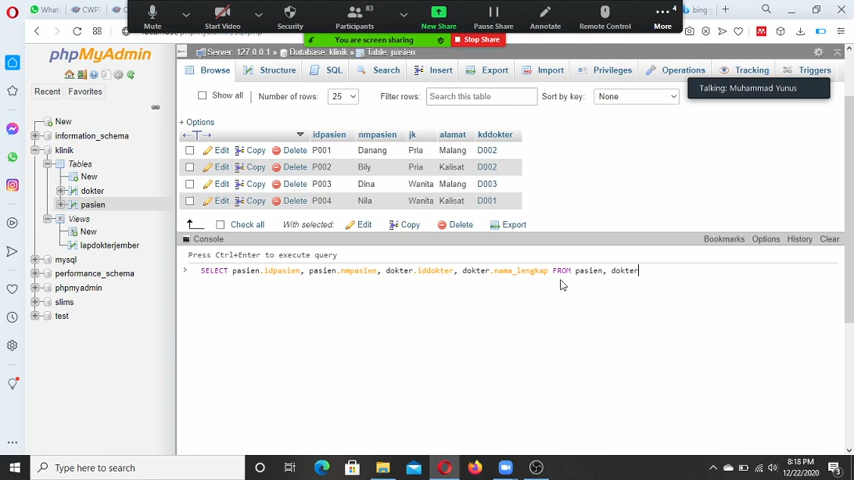 What:
CWP
bing
Mute
Start Video
Security
83
Participants
New Share
Pause Share
Annotate
Remote Control
More
You are screen sharing
Stop Share
phpMyAdmin
Recent
Favorites
New
information_schema
klinik
Tables
New
dokter
pasien
Views
New
lapdokterjember
mysql
performance_schema
phpmyadmin
slims
test
Server: 127.0.0.1 » Database: klinik » Table: pasien
Browse Structure SQL Search Insert Export Import Privileges Operations Tracking Triggers
Talking: Muhammad Yunus
Show all Number of rows: 25 Filter rows: Search this table Sort by key: None
+ Options
idpasien nmpasien jk alamat kddokter
Edit Copy Delete P001 Danang Pria Malang D002
Edit Copy Delete P002 Bily Pria Kalisat D002
Edit Copy Delete P003 Dina Wanita Malang D003
Edit Copy Delete P004 Nila Wanita Kalisat D001
Check all With selected: Edit Copy Delete Export
Console Bookmarks Options History Clear
Press Ctrl+Enter to execute query
> SELECT pasien.idpasien, pasien.nmpasien, dokter.iddokter, dokter.nama_lengkap FROM pasien, dokter
Type here to search
8:18 PM
12/22/2020
3